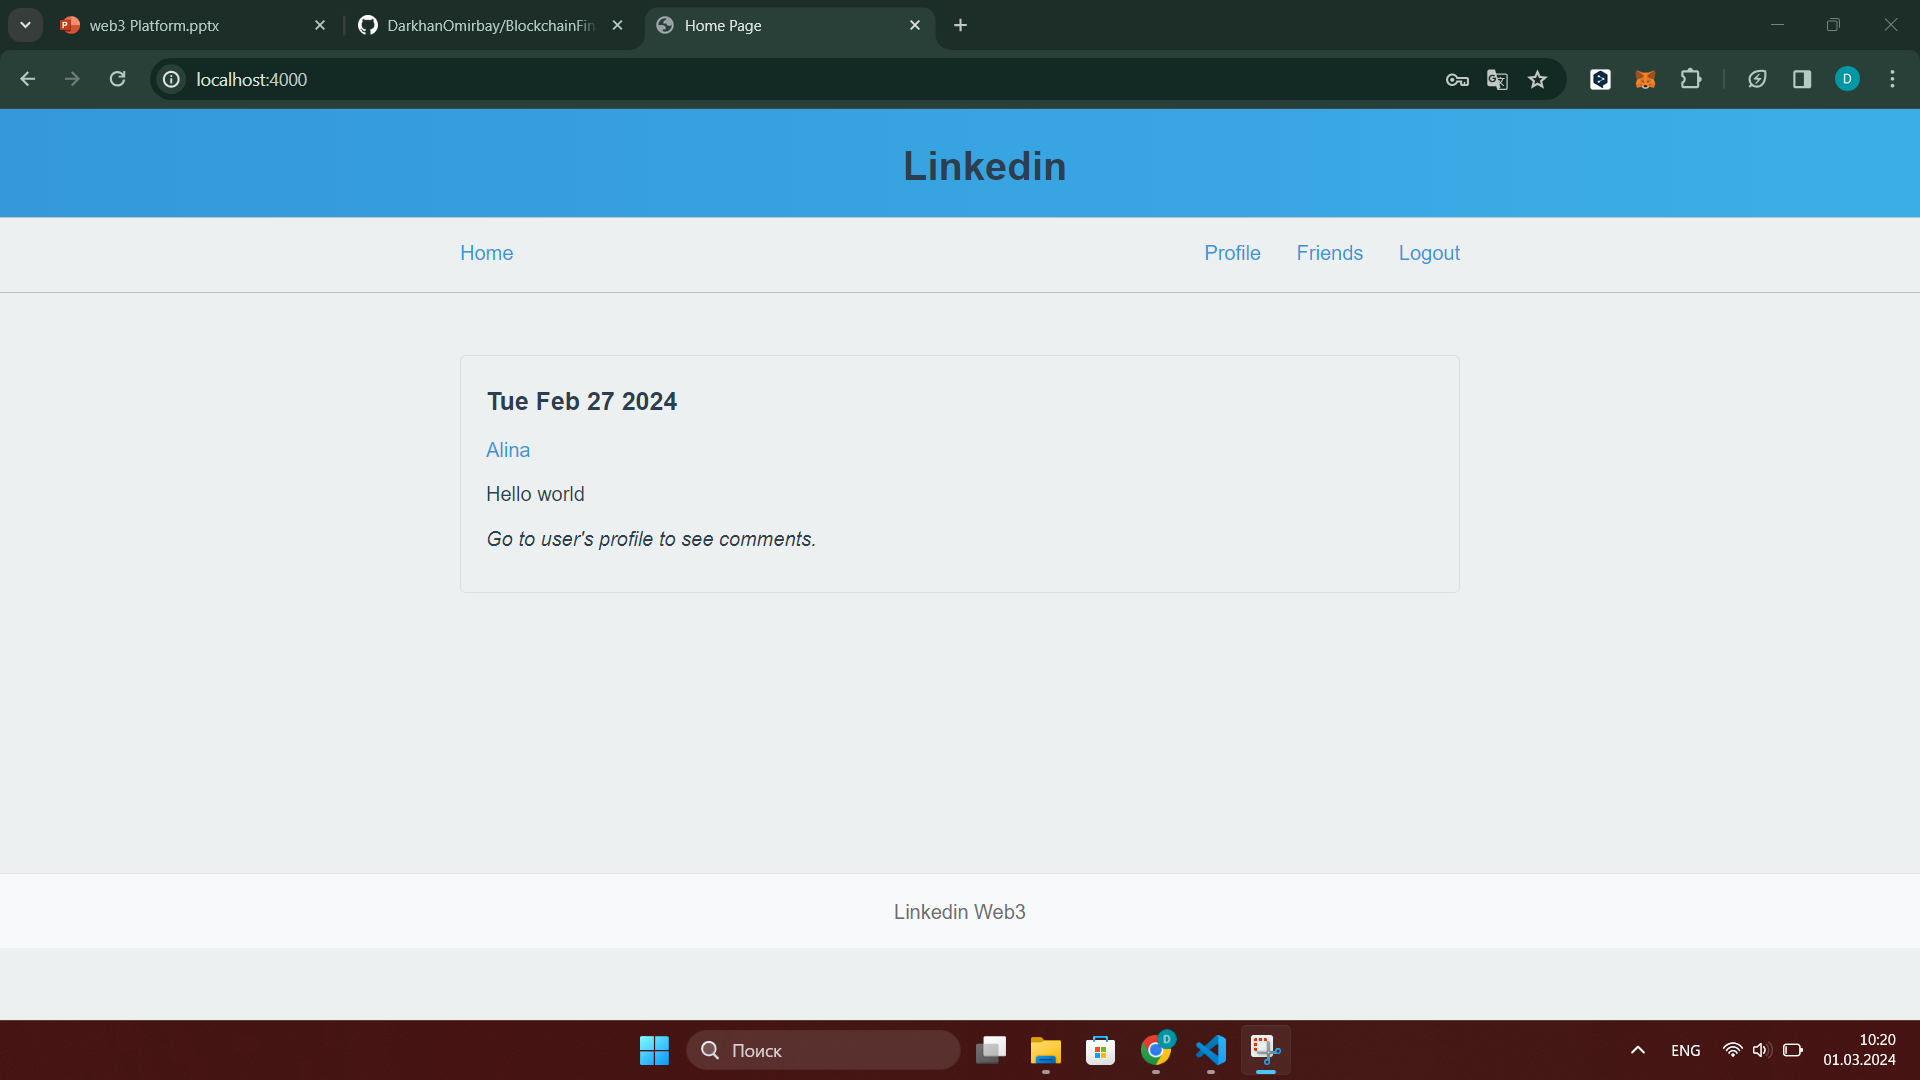 web3 Platform.pptx
DarkhanOmirbay/BlockchainFin
Home Page
localhost:4000
D
Linkedin
Home Profile Friends Logout
Tue Feb 27 2024
Alina
Hello world
Go to user's profile to see comments.
Linkedin Web3
Поиск
D
ENG
10:20
01.03.2024